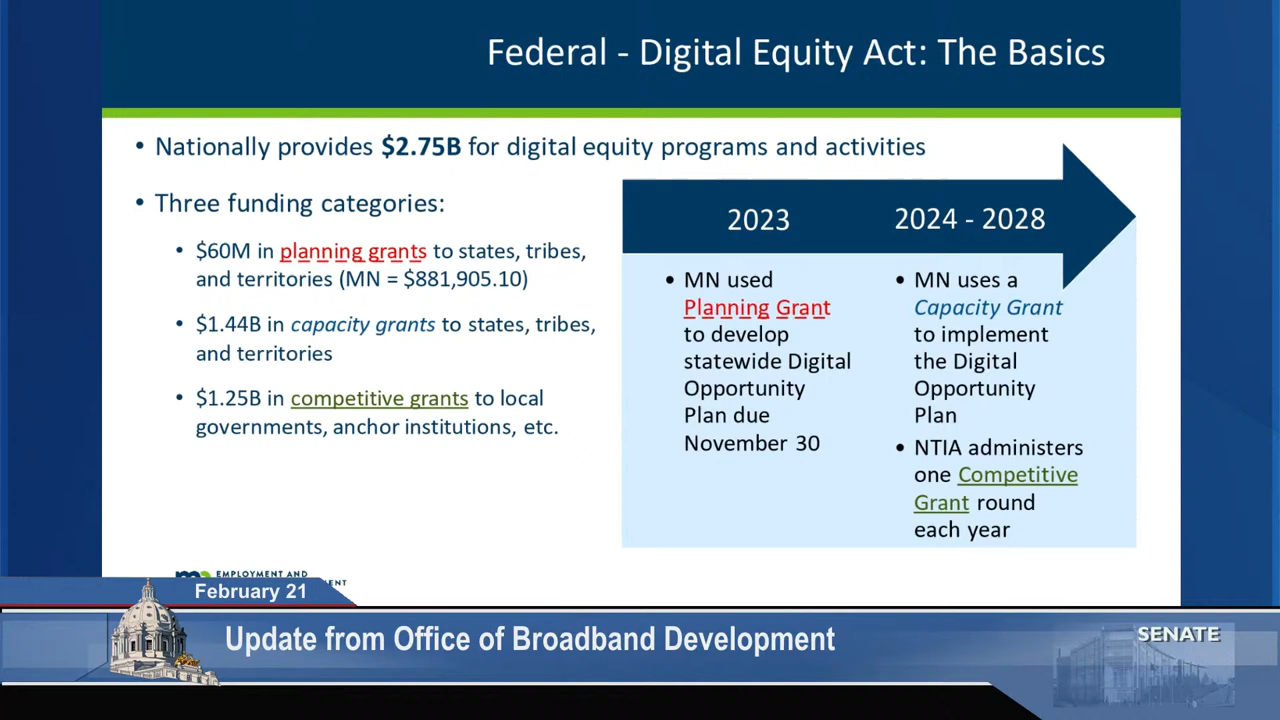 Federal - Digital Equity Act: The Basics
• Nationally provides $2.75B for digital equity programs and activities
• Three funding categories:
• $60M in planning grants to states, tribes,
and territories (MN = $881,905.10)
• $1.44B in capacity grants to states, tribes,
and territories
• $1.25B in competitive grants to local
governments, anchor institutions, etc.
2023
• MN used
Planning Grant
to develop
statewide Digital
Opportunity
Plan due
November 30
2024 - 2028
• MN uses a
Capacity Grant
to implement
the Digital
Opportunity
Plan
• NTIA administers
one Competitive
Grant round
each year
EMPLOYMENT AND
February 21
Update from Office of Broadband Development
SENATE